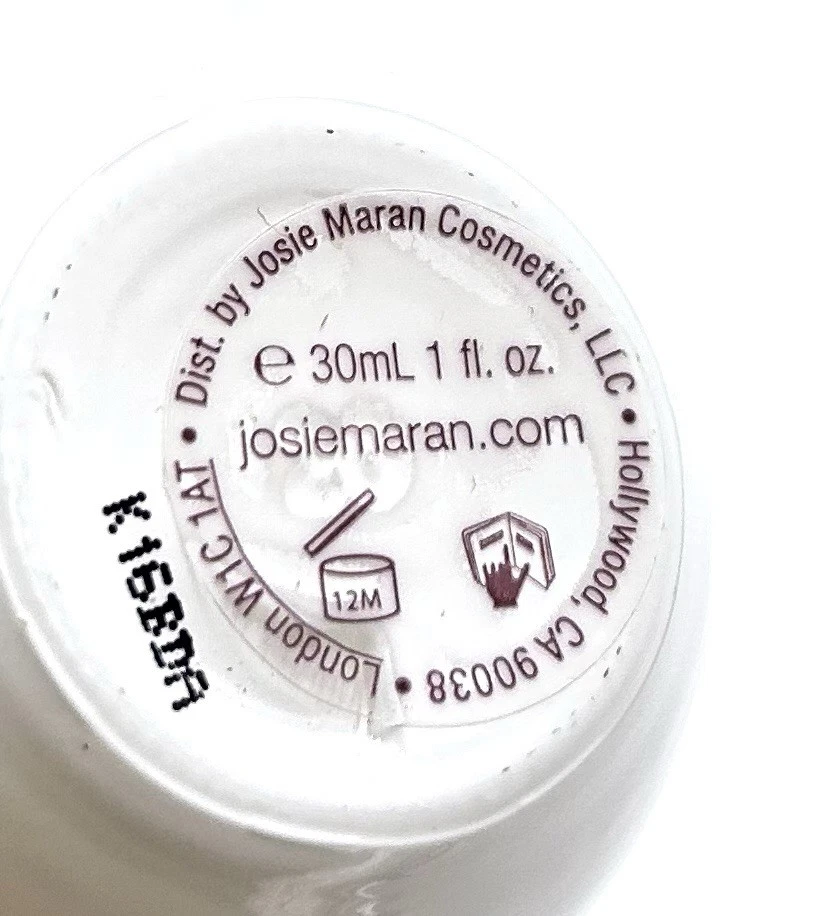 Dist. by Josie Maran Cosmetics, LLC • Hollywood, CA 90038 • London W1C 1AT •
℮ 30mL 1 fl. oz.
josiemaran.com
12M
K16BDA